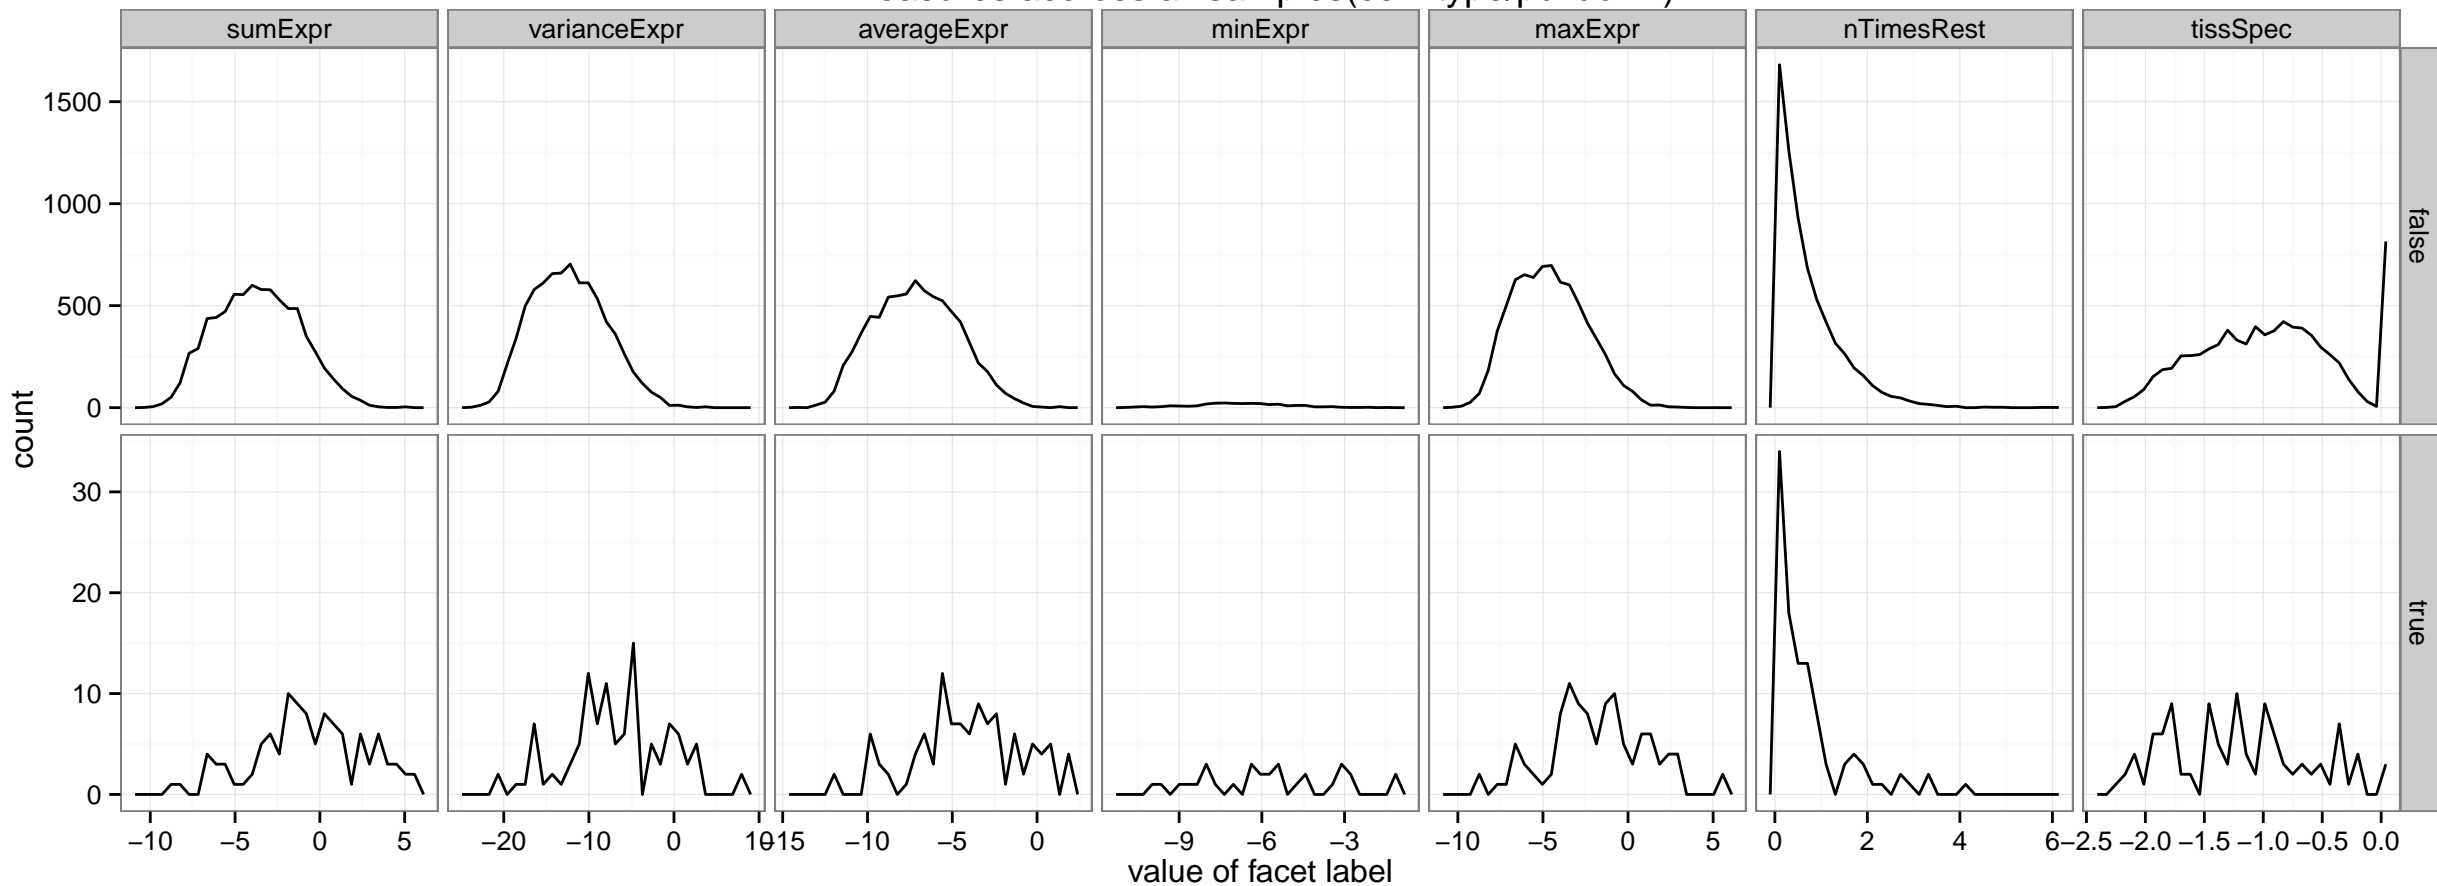 sumExpr varianceExpr averageExpr minExpr maxExpr nTimesRest tissSpec
1500
1000
500
0
false
count
30
20
10
0
true
−10 −5 0 5 −20 −10 0 10 −15 −10 −5 0 −9 −6 −3 −10 −5 0 5 0 2 4 6 −2.5 −2.0 −1.5 −1.0 −0.5 0.0
value of facet label